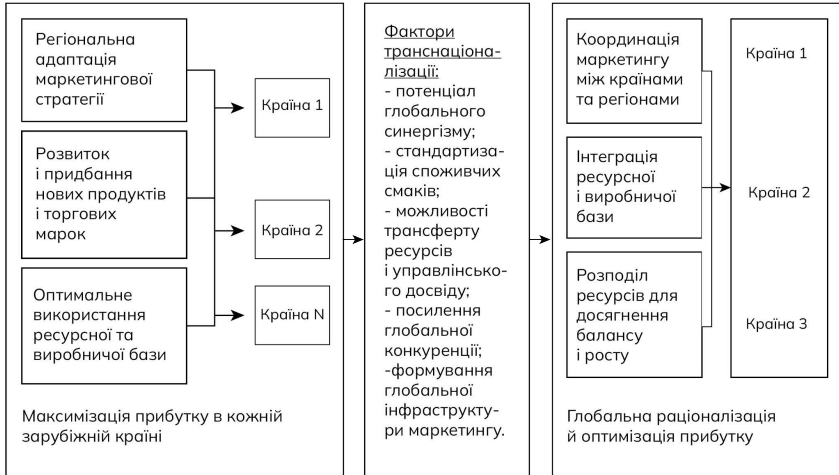 Регіональна
адаптація
маркетингової
стратегії
Розвиток
і придбання
нових продуктів
і торгових
марок
Оптимальне
використання
ресурсної та
виробничої бази
Країна 1
Країна 2
Країна N
Максимізація прибутку в кожній
зарубіжній країні
Фактори
транснаціона-
лізації:
- потенціал
глобального
синергізму;
- стандартиза-
ція споживчих
смаків;
- можливості
трансферту
ресурсів
і управлінсько-
го досвіду;
- посилення
глобальної
конкуренції;
-формування
глобальної
інфраструкту-
ри маркетингу.
Координація
маркетингу
між країнами
та регіонами
Інтеграція
ресурсної
і виробничої
бази
Розподіл
ресурсів для
досягнення
балансу
і росту
Країна 1
Країна 2
Країна 3
Глобальна раціоналізація
й оптимізація прибутку